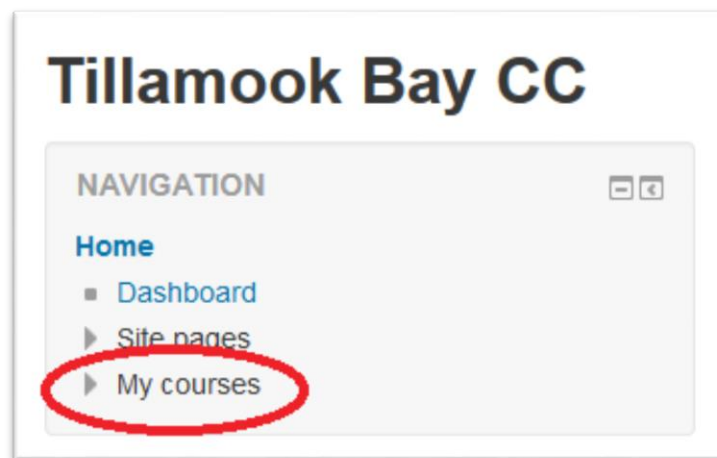 Tillamook Bay CC
NAVIGATION
Home
Dashboard
Site pages
My courses